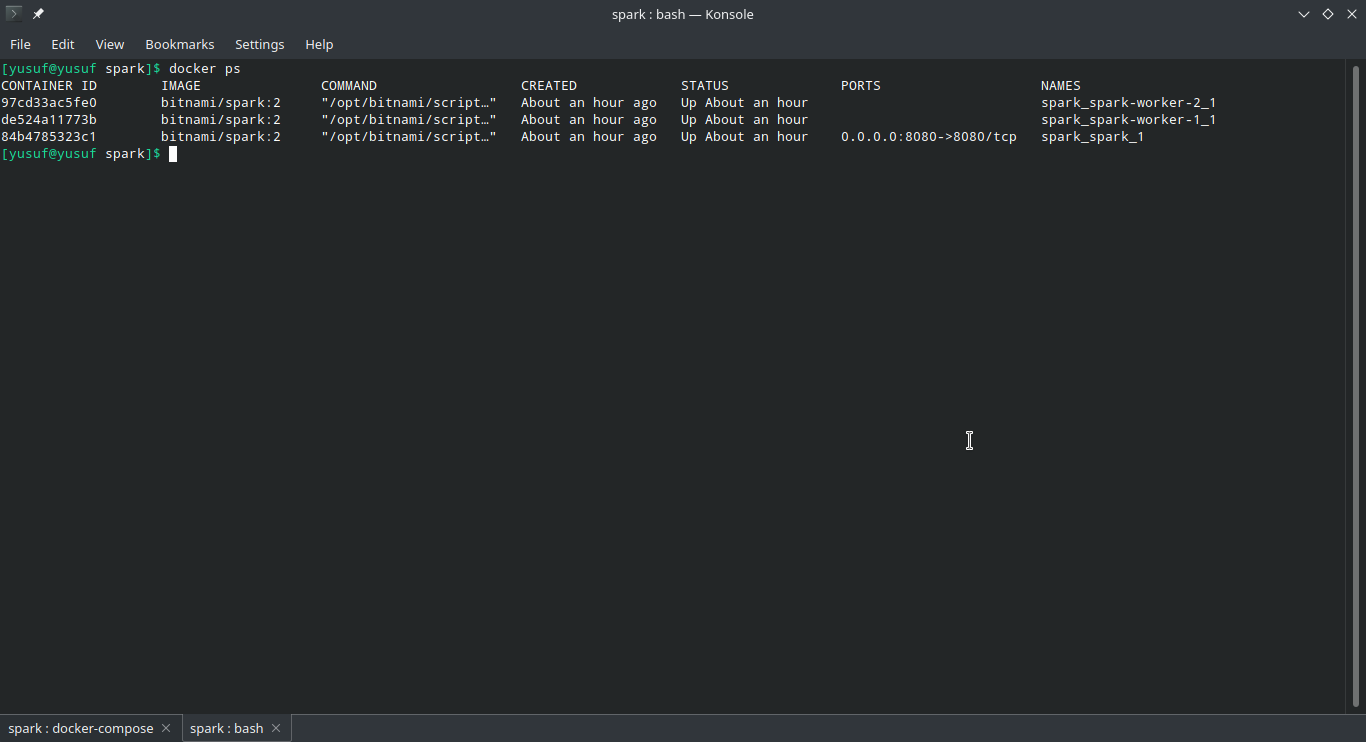 spark : bash — Konsole
File Edit View Bookmarks Settings Help
[yusuf@yusuf spark]$ docker ps
CONTAINER ID IMAGE COMMAND CREATED STATUS PORTS NAMES
97cd33ac5fe0 bitnami/spark:2 "/opt/bitnami/script…" About an hour ago Up About an hour spark_spark-worker-2_1
de524a11773b bitnami/spark:2 "/opt/bitnami/script…" About an hour ago Up About an hour spark_spark-worker-1_1
84b4785323c1 bitnami/spark:2 "/opt/bitnami/script…" About an hour ago Up About an hour 0.0.0.0:8080->8080/tcp spark_spark_1
[yusuf@yusuf spark]$
spark : docker-compose spark : bash